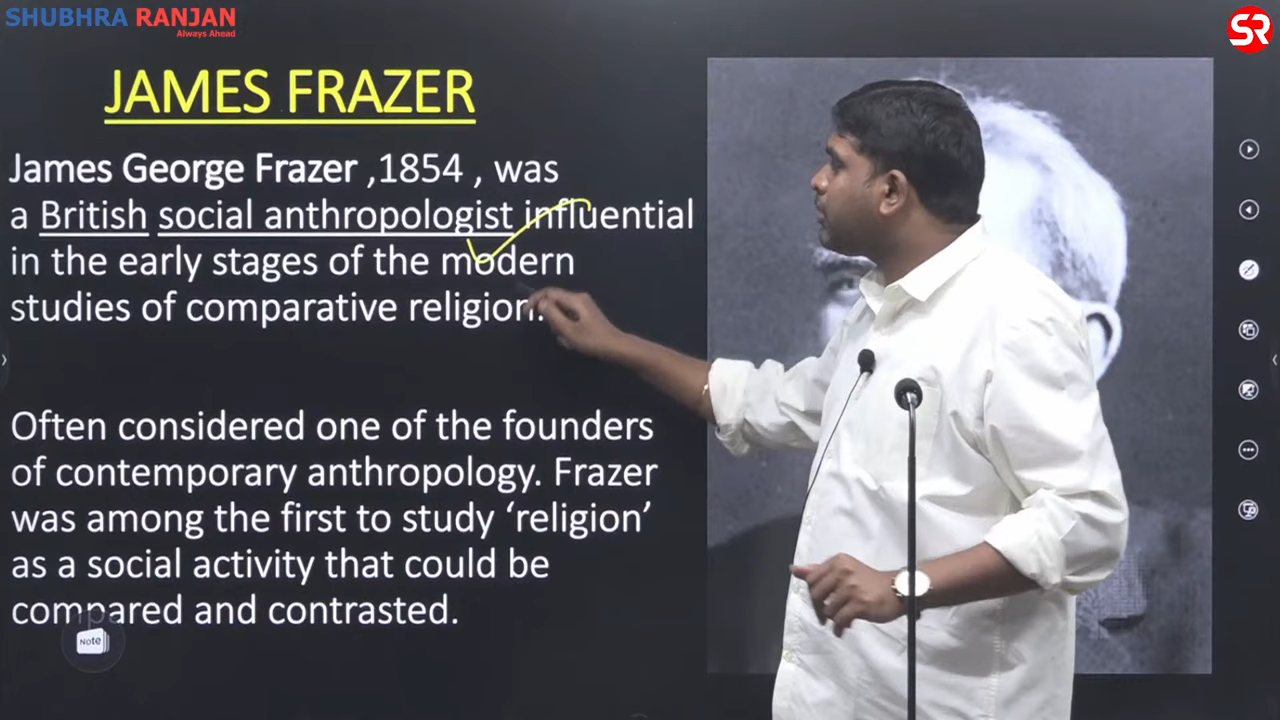 SHUBHRA RANJAN
Always Ahead
SR
JAMES FRAZER
James George Frazer ,1854 , was
a British social anthropologist influential
in the early stages of the modern
studies of comparative religion.
Often considered one of the founders
of contemporary anthropology. Frazer
was among the first to study ‘religion’
as a social activity that could be
compared and contrasted.
Note